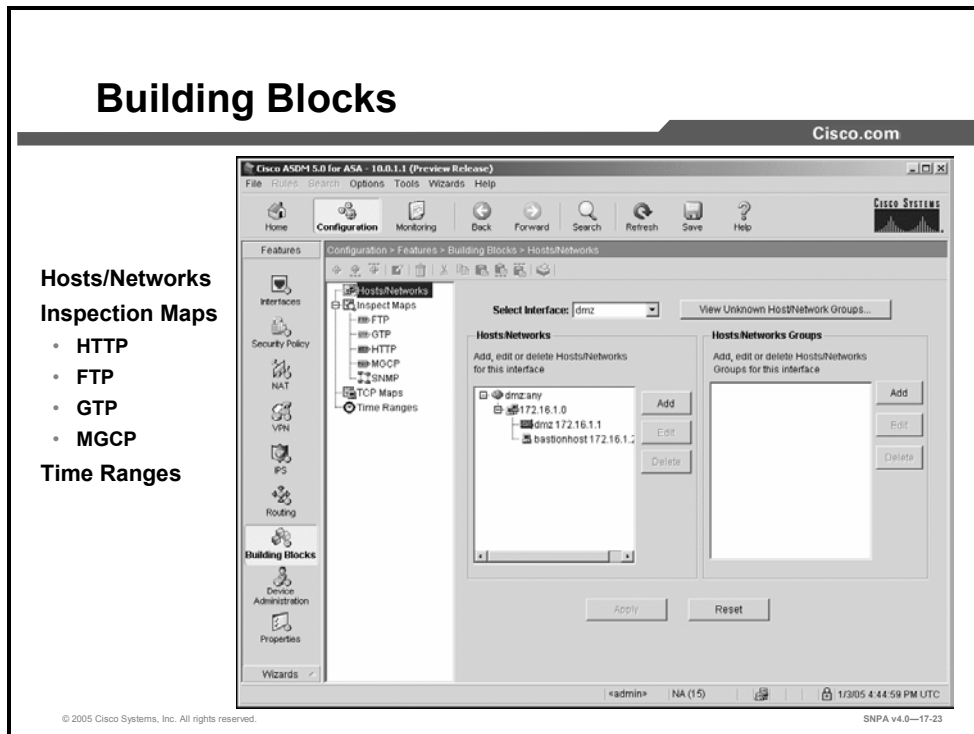 Building Blocks
Cisco.com
Hosts/Networks
Inspection Maps
• HTTP
• FTP
• GTP
• MGCP
Time Ranges
Cisco ASDM 5.0 for ASA - 10.0.1.1 (Preview Release)
File Rules Search Options Tools Wizards Help
Home Configuration Monitoring Back Forward Search Refresh Save Help
CISCO SYSTEMS
Features
Configuration > Features > Building Blocks > Hosts/Networks
Interfaces
Security Policy
NAT
VPN
IPS
Routing
Building Blocks
Device Administration
Properties
Wizards
Hosts/Networks
Inspect Maps
FTP
GTP
HTTP
MGCP
SNMP
TCP Maps
Time Ranges
Select Interface: dmz
View Unknown Host/Network Groups...
Hosts/Networks
Add, edit or delete Hosts/Networks
for this interface
dmz:any
172.16.1.0
dmz 172.16.1.1
bastionhost 172.16.1.2
Add
Edit
Delete
Hosts/Networks Groups
Add, edit or delete Hosts/Networks
Groups for this interface
Add
Edit
Delete
Apply Reset
<admin> NA (15) 1/3/05 4:44:59 PM UTC
© 2005 Cisco Systems, Inc. All rights reserved.
SNPA v4.0—17-23